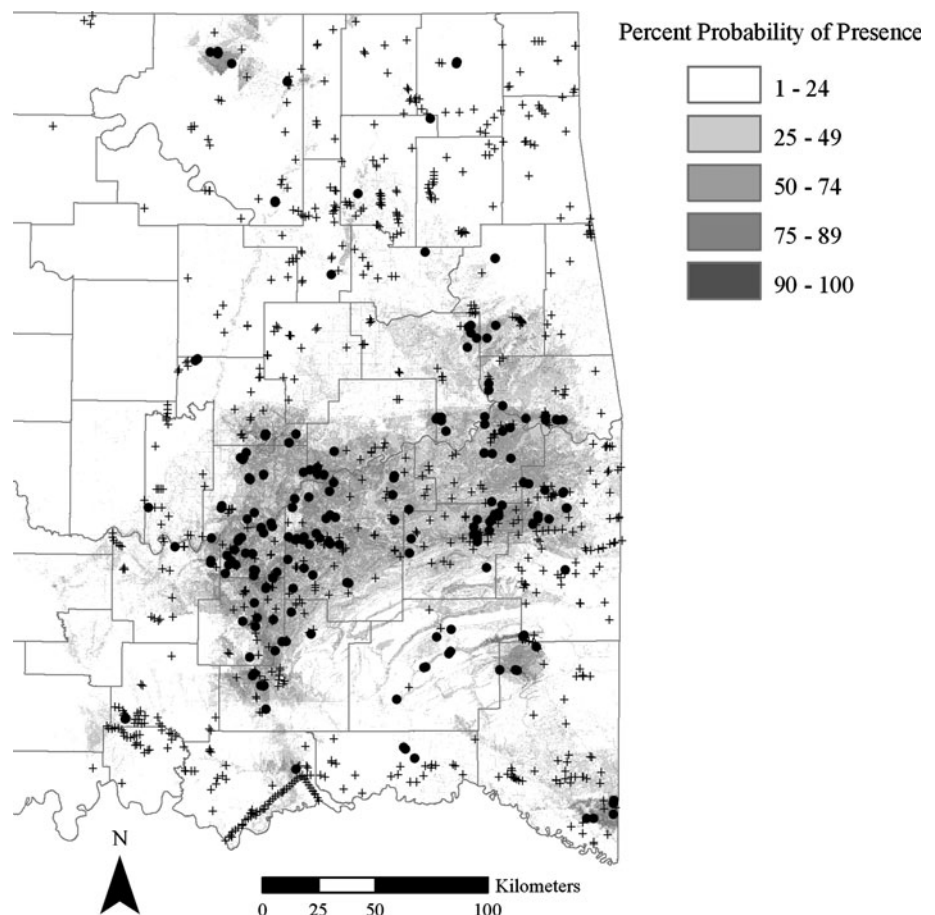 Percent Probability of Presence
1 - 24
25 - 49
50 - 74
75 - 89
90 - 100
N
Kilometers
0 25 50 100